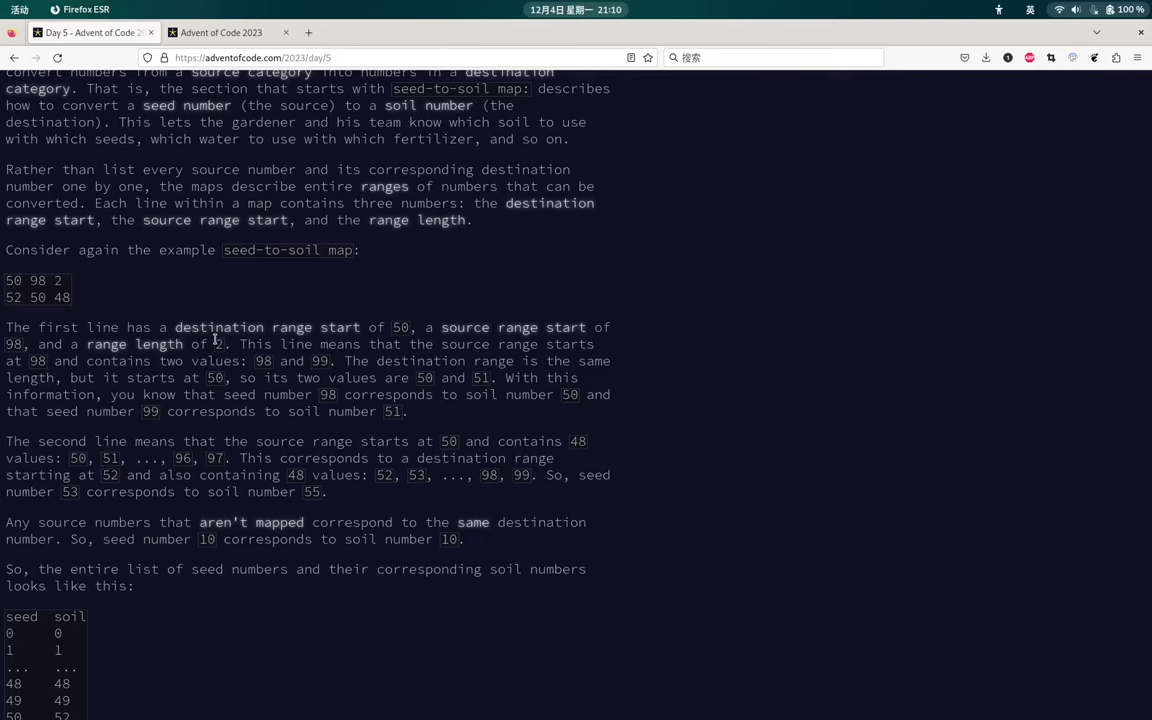 活动
Firefox ESR
12月4日 星期一 21:10
英
100 %
Day 5 - Advent of Code 20
Advent of Code 2023
https://adventofcode.com/2023/day/5
搜索
convert numbers from a source category into numbers in a destination
category. That is, the section that starts with seed-to-soil map: describes
how to convert a seed number (the source) to a soil number (the
destination). This lets the gardener and his team know which soil to use
with which seeds, which water to use with which fertilizer, and so on.
Rather than list every source number and its corresponding destination
number one by one, the maps describe entire ranges of numbers that can be
converted. Each line within a map contains three numbers: the destination
range start, the source range start, and the range length.
Consider again the example seed-to-soil map:
50 98 2
52 50 48
The first line has a destination range start of 50, a source range start of
98, and a range length of 2. This line means that the source range starts
at 98 and contains two values: 98 and 99. The destination range is the same
length, but it starts at 50, so its two values are 50 and 51. With this
information, you know that seed number 98 corresponds to soil number 50 and
that seed number 99 corresponds to soil number 51.
The second line means that the source range starts at 50 and contains 48
values: 50, 51, ..., 96, 97. This corresponds to a destination range
starting at 52 and also containing 48 values: 52, 53, ..., 98, 99. So, seed
number 53 corresponds to soil number 55.
Any source numbers that aren't mapped correspond to the same destination
number. So, seed number 10 corresponds to soil number 10.
So, the entire list of seed numbers and their corresponding soil numbers
looks like this:
seed soil
0 0
1 1
... ...
48 48
49 49
50 52